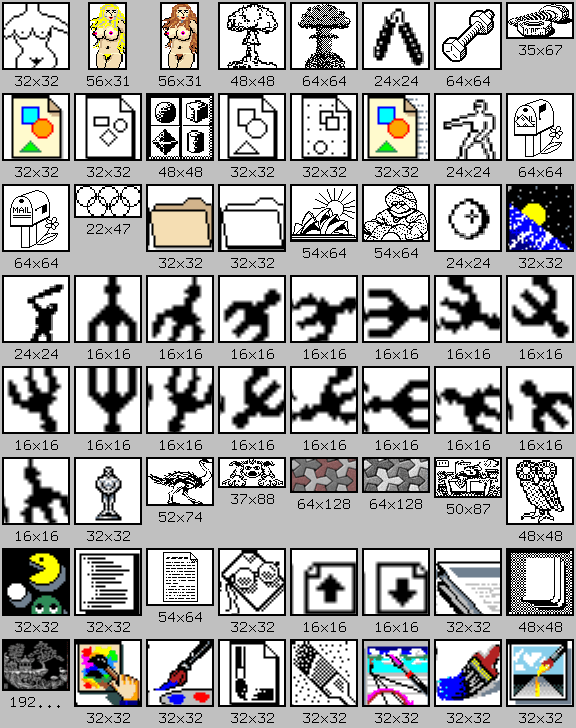 32x32 56x31 56x31 48x48 64x64 24x24 64x64 35x67
32x32 32x32 48x48 32x32 32x32 32x32 24x24 64x64
MAIL
64x64 22x47 32x32 32x32 54x64 54x64 24x24 32x32
24x24 16x16 16x16 16x16 16x16 16x16 16x16 16x16
16x16 16x16 16x16 16x16 16x16 16x16 16x16 16x16
16x16 32x32 52x74 37x88 64x128 64x128 50x87 48x48
32x32 32x32 54x64 32x32 16x16 16x16 32x32 48x48
192... 32x32 32x32 32x32 32x32 32x32 32x32 32x32